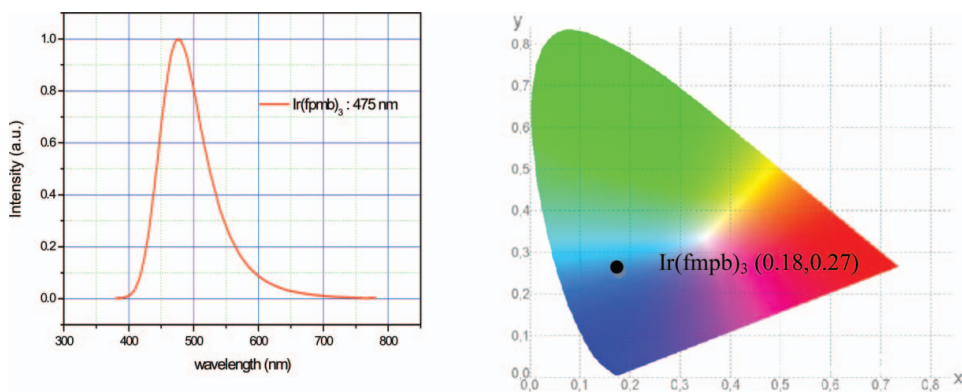 Intensity (a.u.)
1.0
0.8
0.6
0.4
0.2
0.0
300 400 500 600 700 800
wavelength (nm)
Ir(fpmb)₃ : 475 nm
y
0,8
0,7
0,6
0,5
0,4
0,3
0,2
0,1
0.0
0,0 0,1 0,2 0,3 0,4 0,5 0,6 0,7 0,8 x
Ir(fmpb)₃ (0.18,0.27)